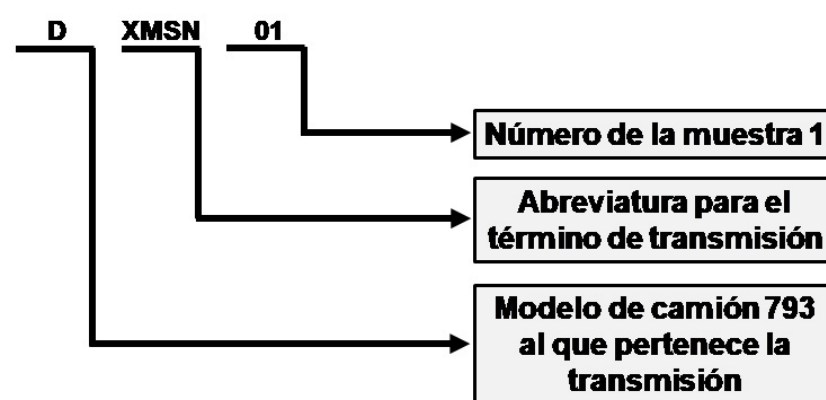 D XMSN 01
Número de la muestra 1
Abreviatura para el
término de transmisión
Modelo de camión 793
al que pertenece la
transmisión